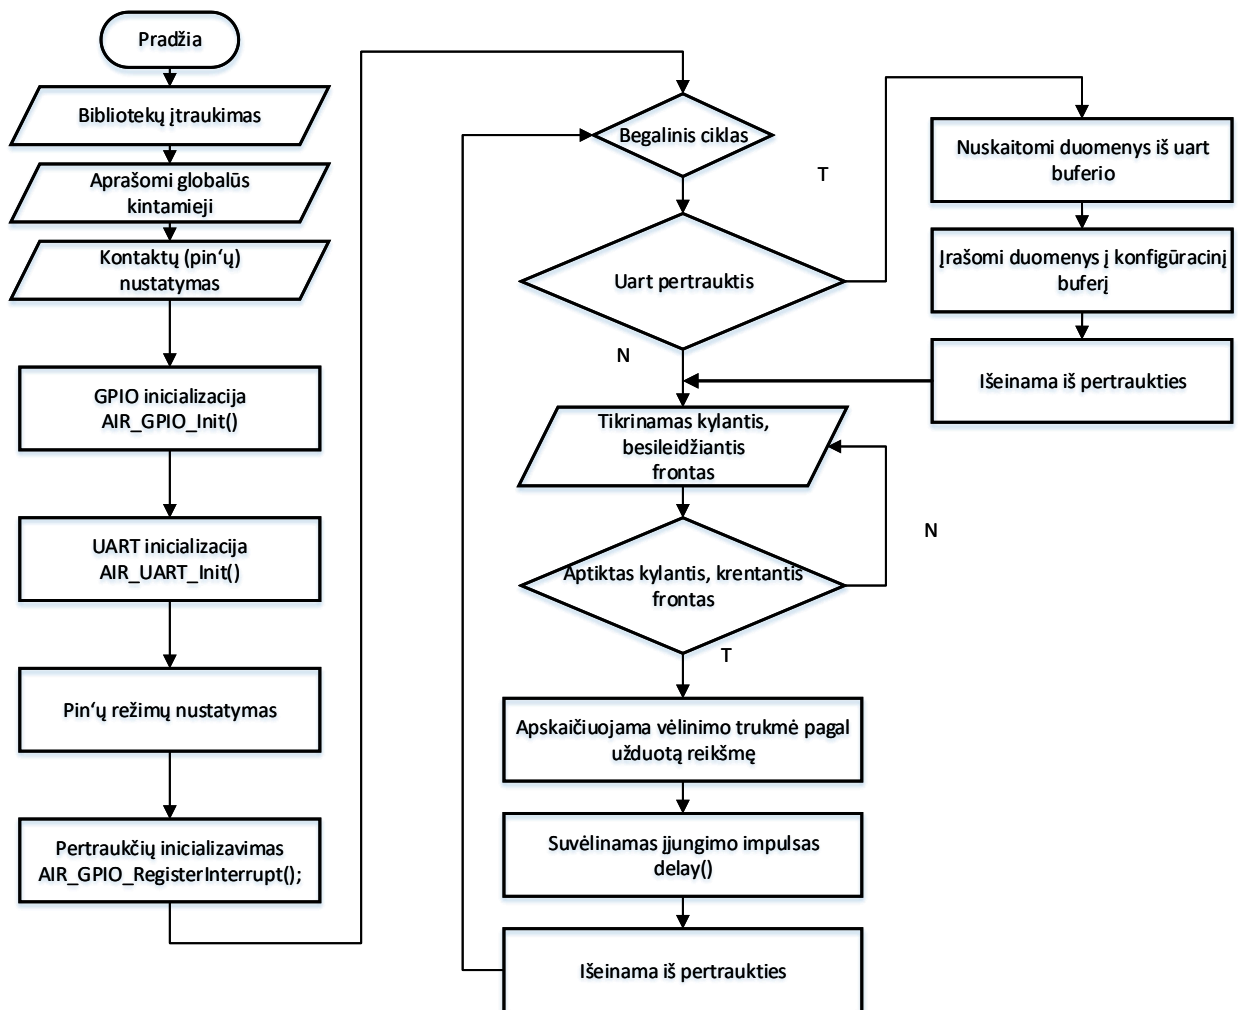 Pradžia
Bibliotekų įtraukimas
Aprašomi globalūs
kintamieji
Kontaktų (pin‘ų)
nustatymas
GPIO inicializacija
AIR_GPIO_Init()
UART inicializacija
AIR_UART_Init()
Pin‘ų režimų nustatymas
Pertraukčių inicializavimas
AIR_GPIO_RegisterInterrupt();
Begalinis ciklas
Uart pertrauktis
T
Nuskaitomi duomenys iš uart
buferio
Įrašomi duomenys į konfigūracinį
buferį
Išeinama iš pertraukties
N
Tikrinamas kylantis,
besileidžiantis
frontas
Aptiktas kylantis, krentantis
frontas
N
T
Apskaičiuojama vėlinimo trukmė pagal
užduotą reikšmę
Suvėlinamas įjungimo impulsas
delay()
Išeinama iš pertraukties